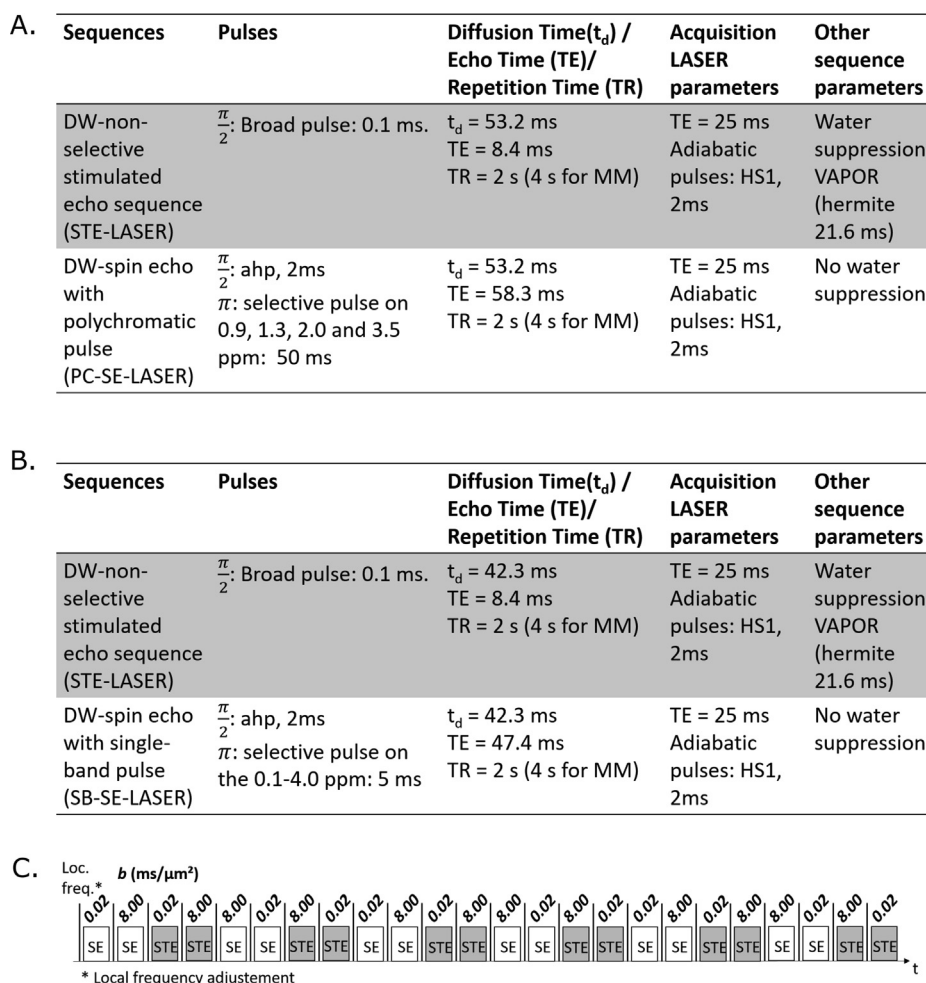 A.
Sequences
Pulses
Diffusion Time(t_d) /
Echo Time (TE)/
Repetition Time (TR)
Acquisition
LASER
parameters
Other
sequence
parameters
DW-non-
selective
stimulated
echo sequence
(STE-LASER)
π/2: Broad pulse: 0.1 ms.
t_d = 53.2 ms
TE = 8.4 ms
TR = 2 s (4 s for MM)
TE = 25 ms
Adiabatic
pulses: HS1,
2ms
Water
suppression
VAPOR
(hermite
21.6 ms)
DW-spin echo
with
polychromatic
pulse
(PC-SE-LASER)
π/2: ahp, 2ms
π: selective pulse on
0.9, 1.3, 2.0 and 3.5
ppm: 50 ms
t_d = 53.2 ms
TE = 58.3 ms
TR = 2 s (4 s for MM)
TE = 25 ms
Adiabatic
pulses: HS1,
2ms
No water
suppression
B.
Sequences
Pulses
Diffusion Time(t_d) /
Echo Time (TE)/
Repetition Time (TR)
Acquisition
LASER
parameters
Other
sequence
parameters
DW-non-
selective
stimulated
echo sequence
(STE-LASER)
π/2: Broad pulse: 0.1 ms.
t_d = 42.3 ms
TE = 8.4 ms
TR = 2 s (4 s for MM)
TE = 25 ms
Adiabatic
pulses: HS1,
2ms
Water
suppression
VAPOR
(hermite
21.6 ms)
DW-spin echo
with single-
band pulse
(SB-SE-LASER)
π/2: ahp, 2ms
π: selective pulse on
the 0.1-4.0 ppm: 5 ms
t_d = 42.3 ms
TE = 47.4 ms
TR = 2 s (4 s for MM)
TE = 25 ms
Adiabatic
pulses: HS1,
2ms
No water
suppression
C.
Loc.
freq.*
b (ms/μm²)
0.02 8.00 0.02 8.00 8.00 0.02 8.00 0.02 0.02 8.00 0.02 8.00 8.00 0.02 8.00 0.02 0.02 8.00 0.02 8.00 8.00 0.02 8.00 0.02
SE SE STE STE SE SE STE STE SE SE STE STE SE SE STE STE SE SE STE STE SE SE STE STE
t
* Local frequency adjustement